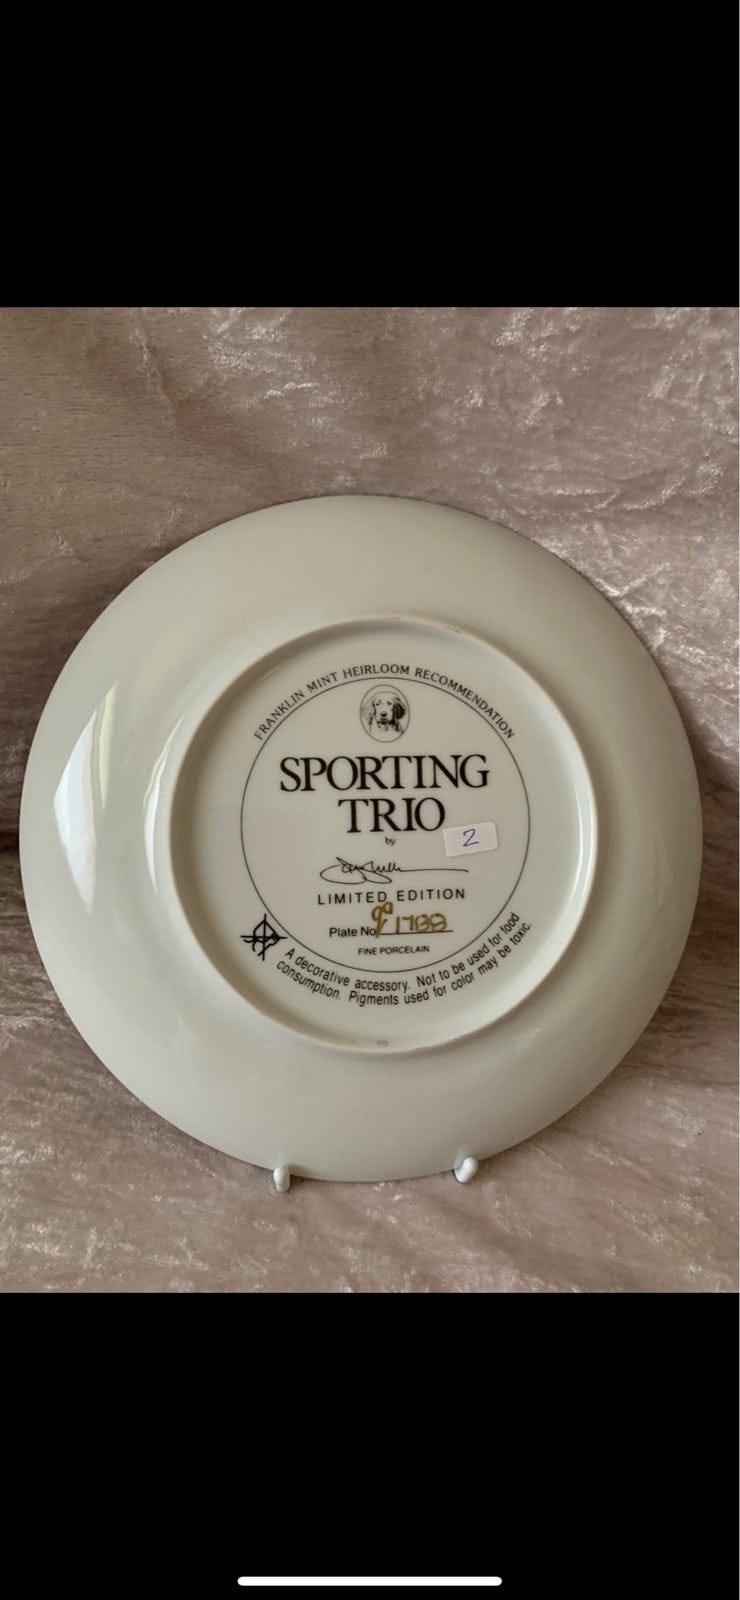 FRANKLIN MINT HEIRLOOM RECOMMENDATION
SPORTING
TRIO
by
2
LIMITED EDITION
Plate No.
FINE PORCELAIN
A decorative accessory. Not to be used for food
consumption. Pigments used for color may be toxic.